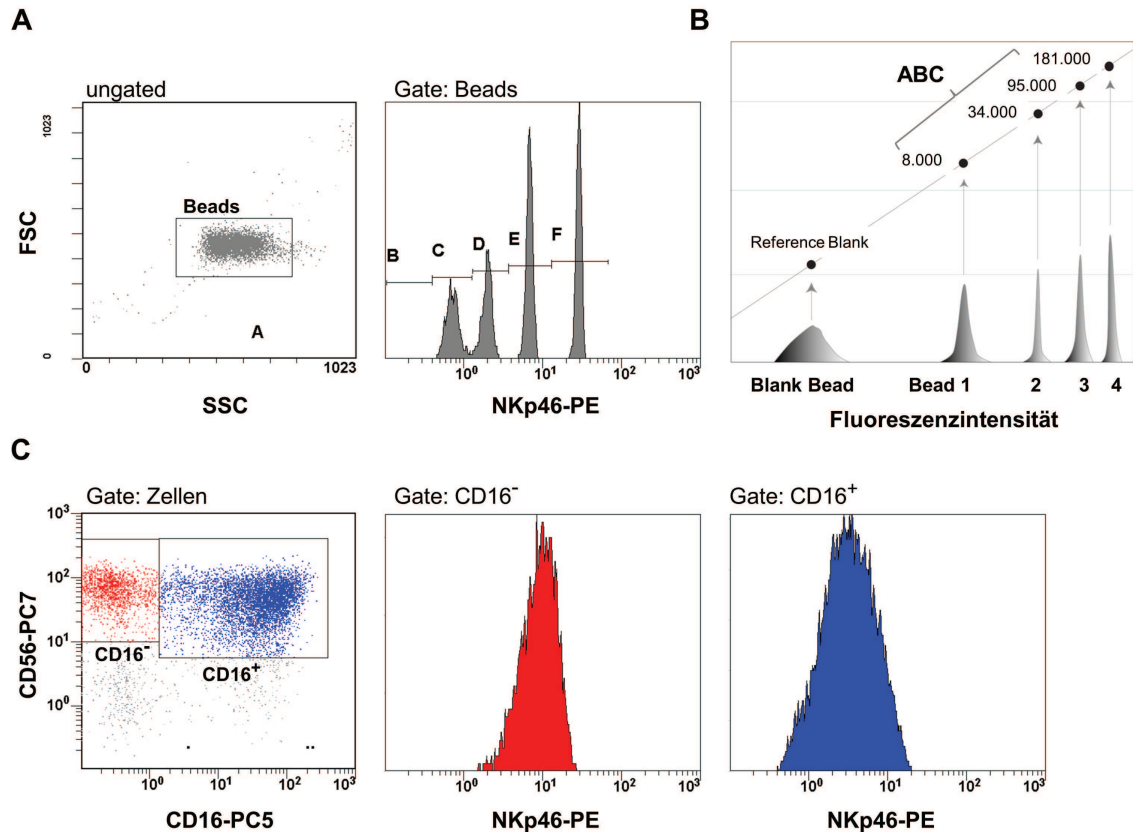 A
ungated
1023
FSC
Beads
A
0
0
1023
SSC
Gate: Beads
B
C
D
E
F
10⁰
10¹
10²
10³
NKp46-PE
B
ABC
181.000
95.000
34.000
8.000
Reference Blank
Blank Bead
Bead 1
2
3
4
Fluoreszenzintensität
C
Gate: Zellen
10³
10²
10¹
10⁰
CD56-PC7
CD16⁻
CD16⁺
10⁰
10¹
10²
10³
CD16-PC5
Gate: CD16⁻
10⁰
10¹
10²
10³
NKp46-PE
Gate: CD16⁺
10⁰
10¹
10²
10³
NKp46-PE